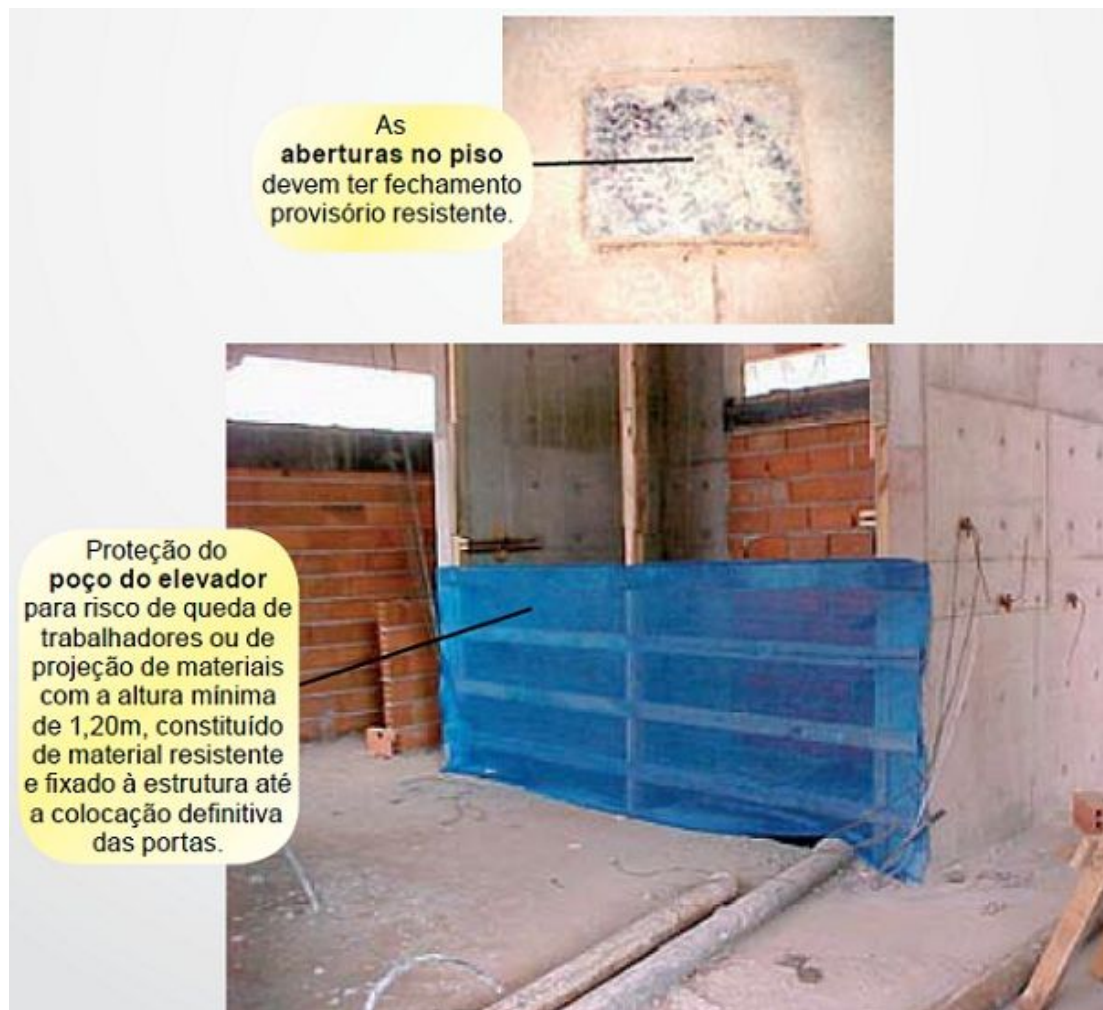 As
aberturas no piso
devem ter fechamento
provisório resistente.
Proteção do
poço do elevador
para risco de queda de
trabalhadores ou de
projeção de materiais
com a altura mínima
de 1,20m, constituído
de material resistente
e fixado à estrutura até
a colocação definitiva
das portas.